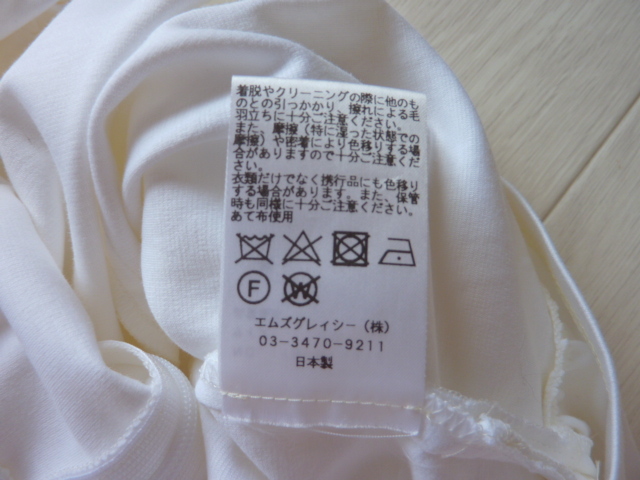 着脱やクリーニングの際に他のも
のとの引っかかり、擦れによる毛
羽立ちに十分ご注意ください。
また、摩擦（特に湿った状態での
摩擦）や密着により色移りする場
合がありますので十分ご注意くだ
さい。
衣類だけでなく携行品にも色移り
する場合があります。また、保管
時も同様に十分ご注意ください。
あて布使用
F
W
エムズグレイシー（株）
03-3470-9211
日本製